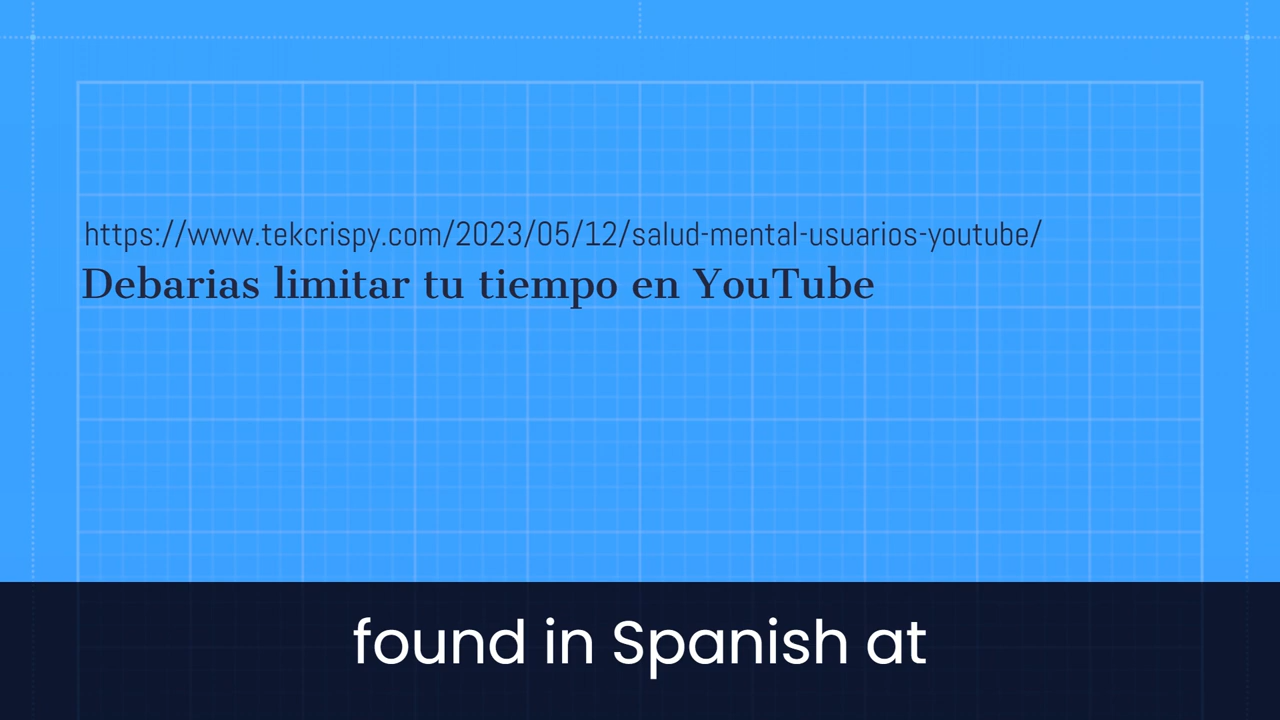 https://www.tekcrispy.com/2023/05/12/salud-mental-usuarios-youtube/
Debarias limitar tu tiempo en YouTube
found in Spanish at